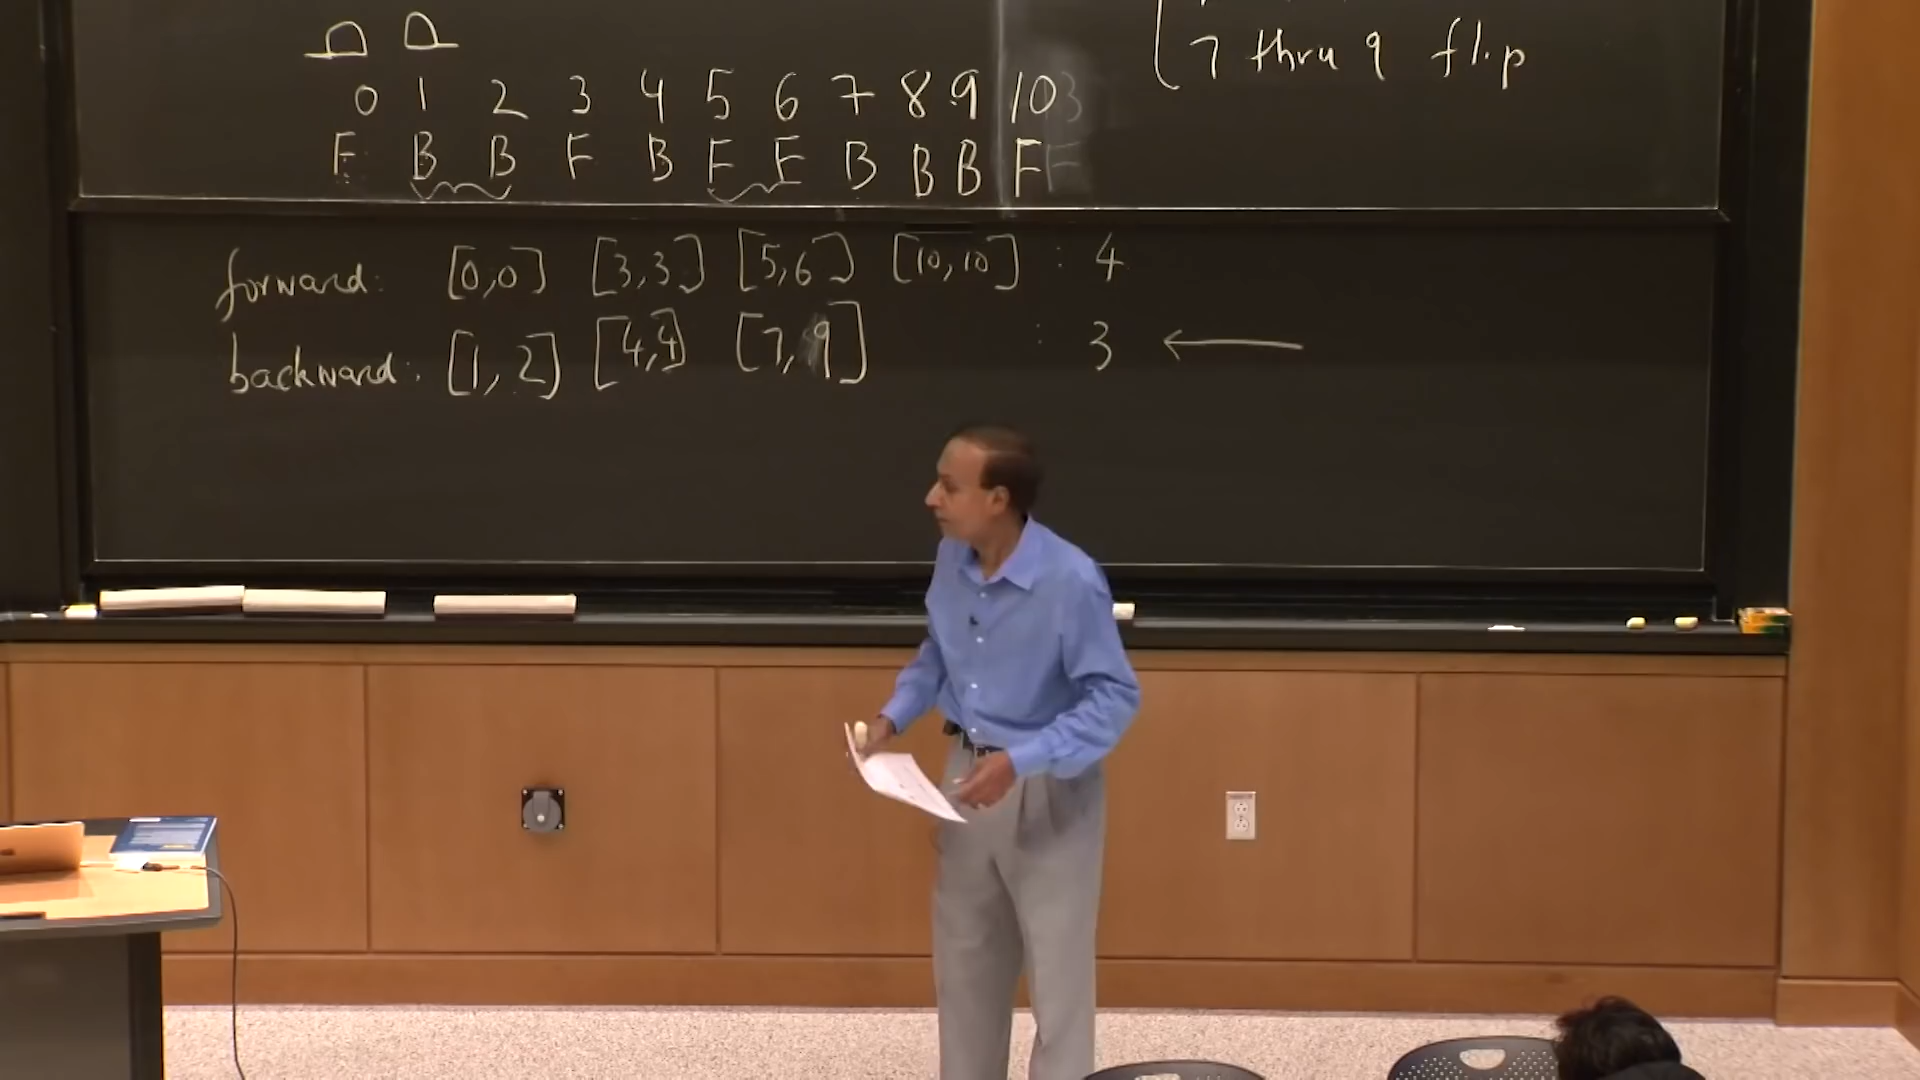 7 thru 9 flip
0 1 2 3 4 5 6 7 8 9 10
F B B F B F F B B B F
forward: [0,0] [3,3] [5,6] [10,10] : 4
backward: [1,2] [4,4] [7,9] : 3